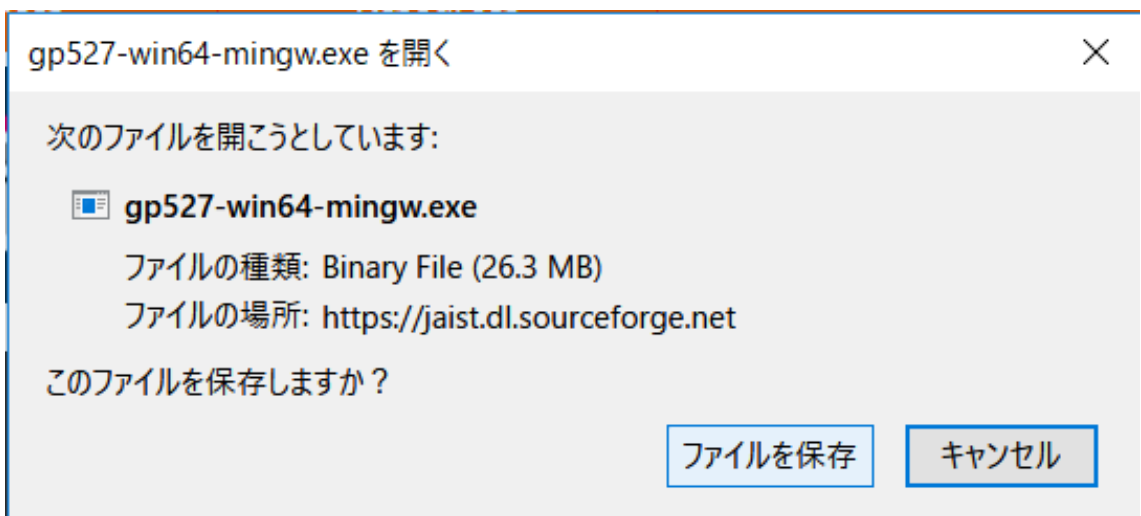 gp527-win64-mingw.exe を開く
次のファイルを開こうとしています:
gp527-win64-mingw.exe
ファイルの種類: Binary File (26.3 MB)
ファイルの場所: https://jaist.dl.sourceforge.net
このファイルを保存しますか？
ファイルを保存 キャンセル